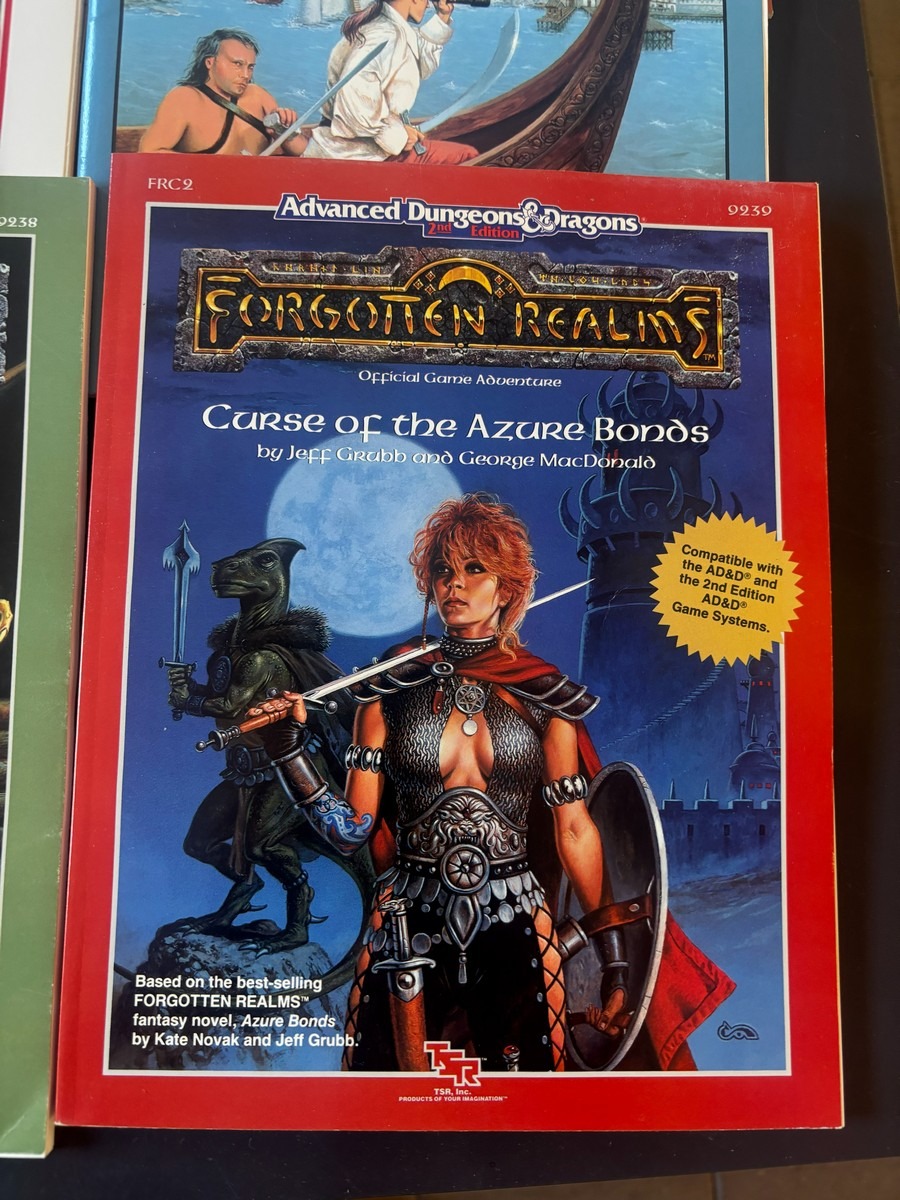 9238
FRC2
9239
Advanced Dungeons & Dragons®
2nd Edition
FORGOTTEN REALMS™
Official Game Adventure
Curse of the Azure Bonds
by Jeff Grubb and George MacDonald
Compatible with
the AD&D® and
the 2nd Edition
AD&D®
Game Systems.
Based on the best-selling
FORGOTTEN REALMS™
fantasy novel, Azure Bonds
by Kate Novak and Jeff Grubb.
TSR™
TSR, Inc.
PRODUCTS OF YOUR IMAGINATION™